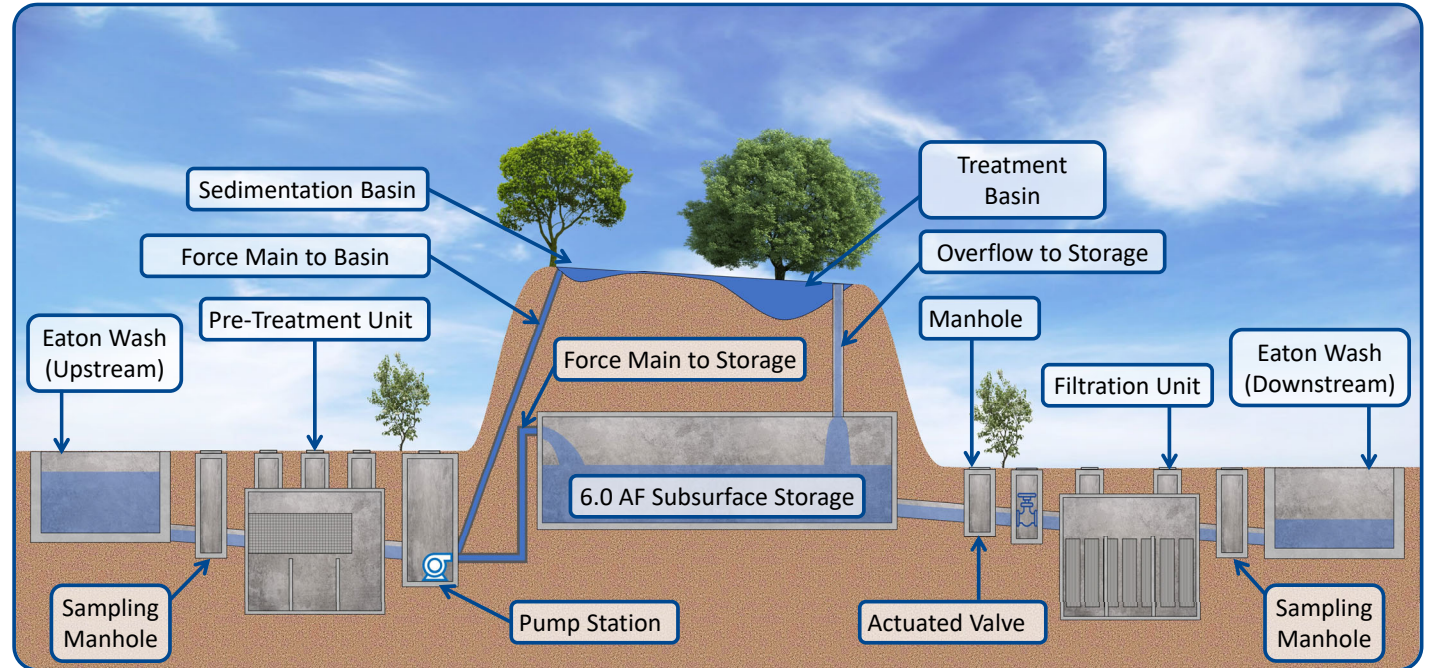 Sedimentation Basin
Treatment
Basin
Force Main to Basin
Overflow to Storage
Pre-Treatment Unit
Manhole
Eaton Wash
(Upstream)
Force Main to Storage
Filtration Unit
Eaton Wash
(Downstream)
6.0 AF Subsurface Storage
Sampling
Manhole
Pump Station
Actuated Valve
Sampling
Manhole